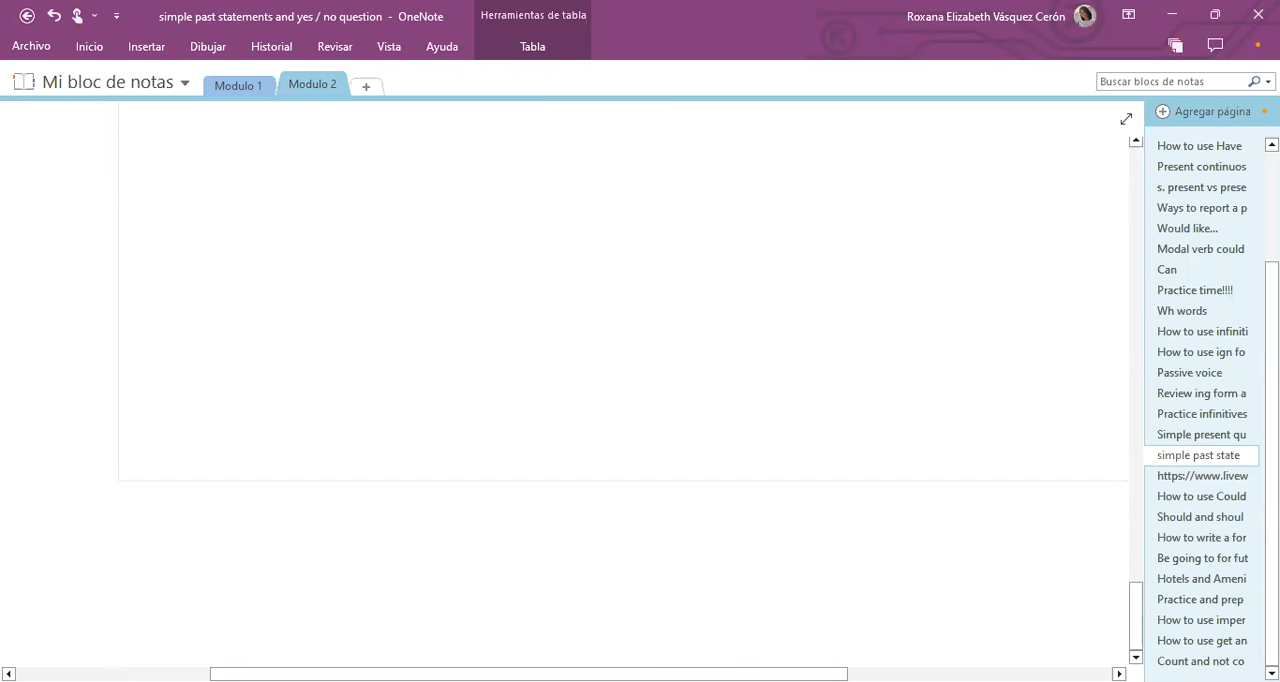 simple past statements and yes / no question - OneNote
Herramientas de tabla
Roxana Elizabeth Vásquez Cerón
Archivo
Inicio
Insertar
Dibujar
Historial
Revisar
Vista
Ayuda
Tabla
Mi bloc de notas
Modulo 1
Modulo 2
Buscar blocs de notas
Agregar página
How to use Have
Present continuos
s. present vs prese
Ways to report a p
Would like...
Modal verb could
Can
Practice time!!!!
Wh words
How to use infiniti
How to use ign fo
Passive voice
Review ing form a
Practice infinitives
Simple present qu
simple past state
https://www.livew
How to use Could
Should and shoul
How to write a for
Be going to for fut
Hotels and Ameni
Practice and prep
How to use imper
How to use get an
Count and not co